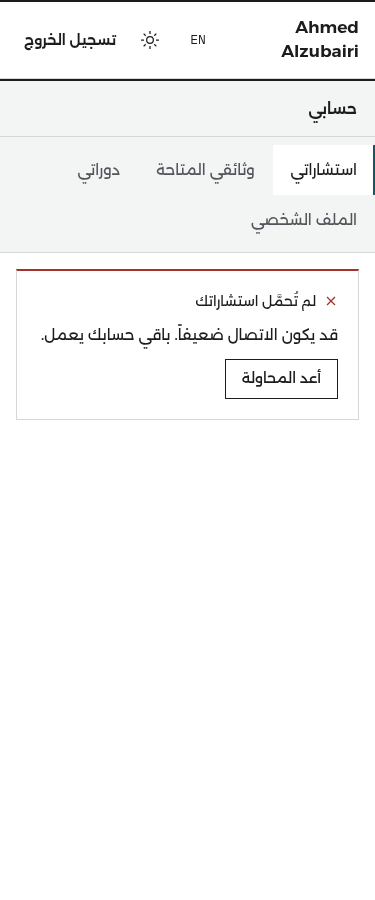 Ahmed
Alzubairi
EN
تسجيل الخروج
حسابي
استشاراتي
وثائقي المتاحة
دوراتي
الملف الشخصي
× لم تُحمَّل استشاراتك
قد يكون الاتصال ضعيفاً. باقي حسابك يعمل.
أعد المحاولة